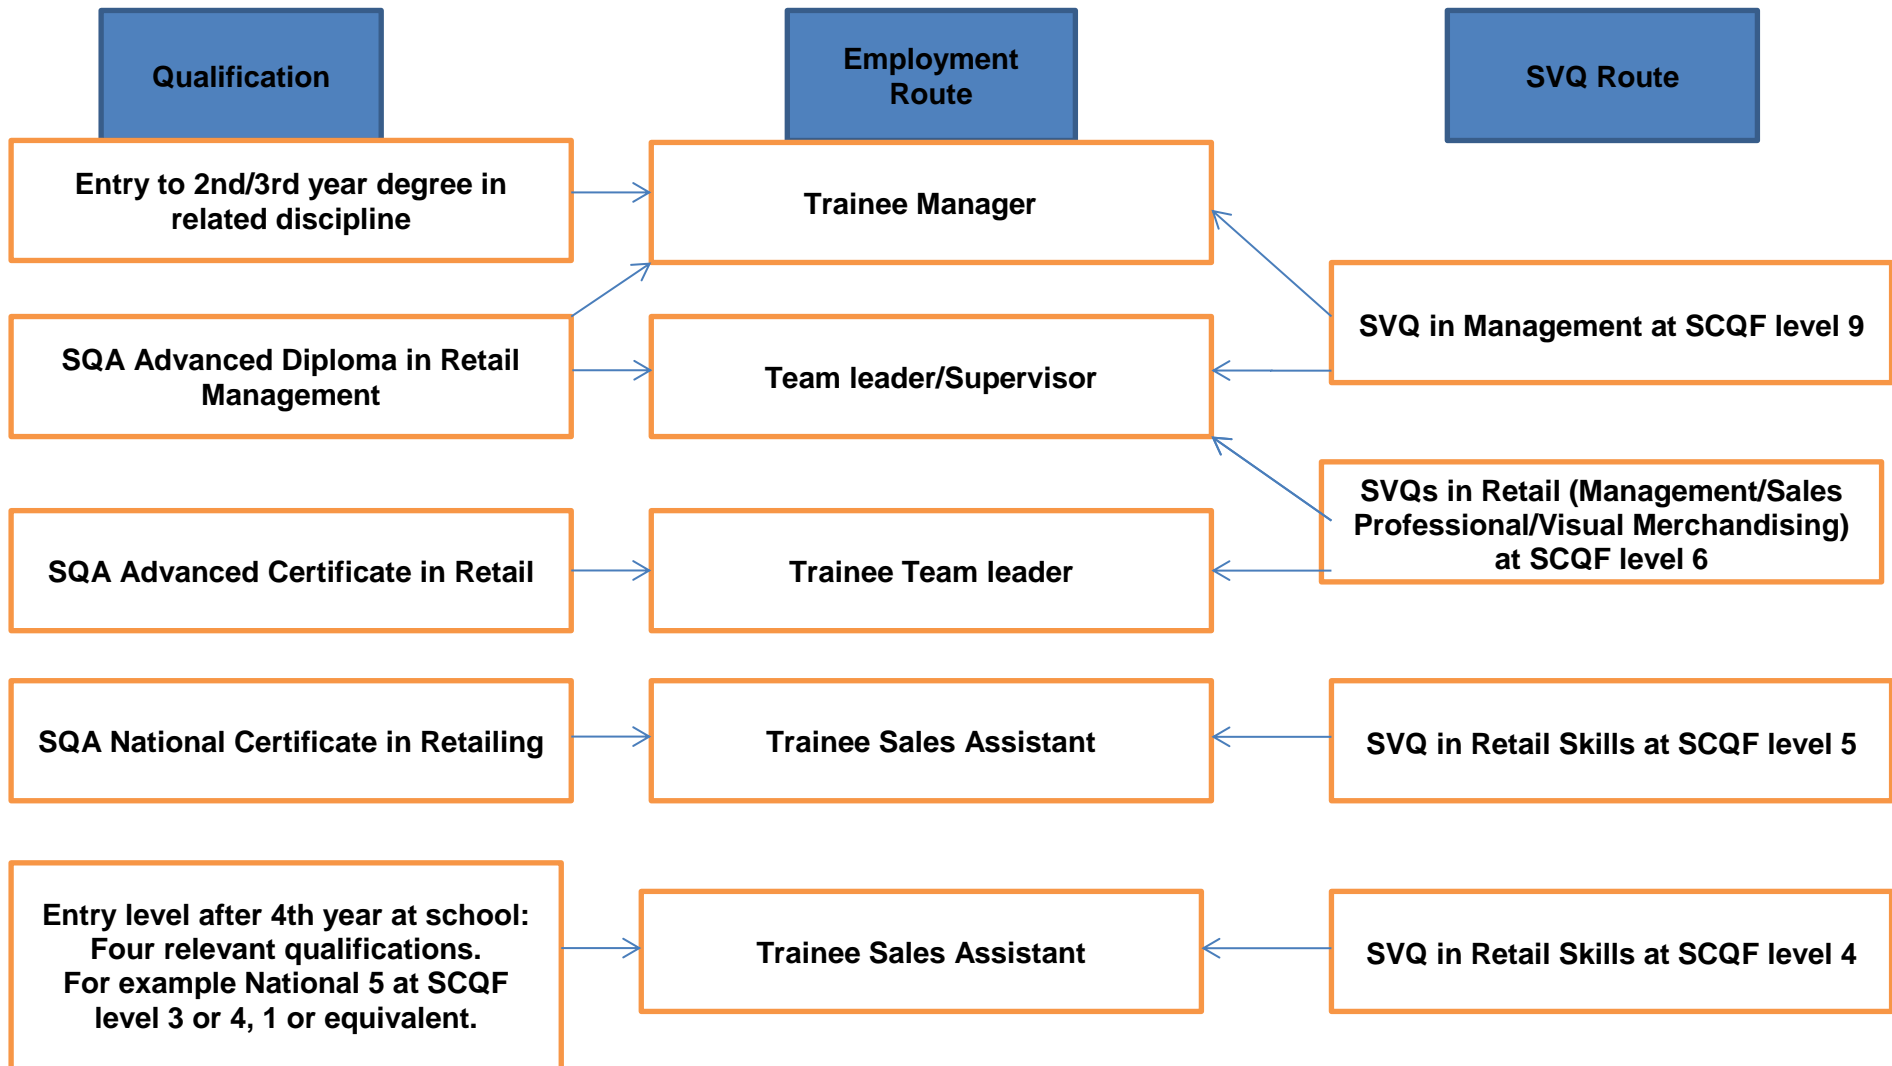 Qualification
Employment
Route
SVQ Route
Entry to 2nd/3rd year degree in
related discipline
Trainee Manager
SVQ in Management at SCQF level 9
SQA Advanced Diploma in Retail
Management
Team leader/Supervisor
SVQs in Retail (Management/Sales
Professional/Visual Merchandising)
at SCQF level 6
SQA Advanced Certificate in Retail
Trainee Team leader
SQA National Certificate in Retailing
Trainee Sales Assistant
SVQ in Retail Skills at SCQF level 5
Entry level after 4th year at school:
Four relevant qualifications.
For example National 5 at SCQF
level 3 or 4, 1 or equivalent.
Trainee Sales Assistant
SVQ in Retail Skills at SCQF level 4